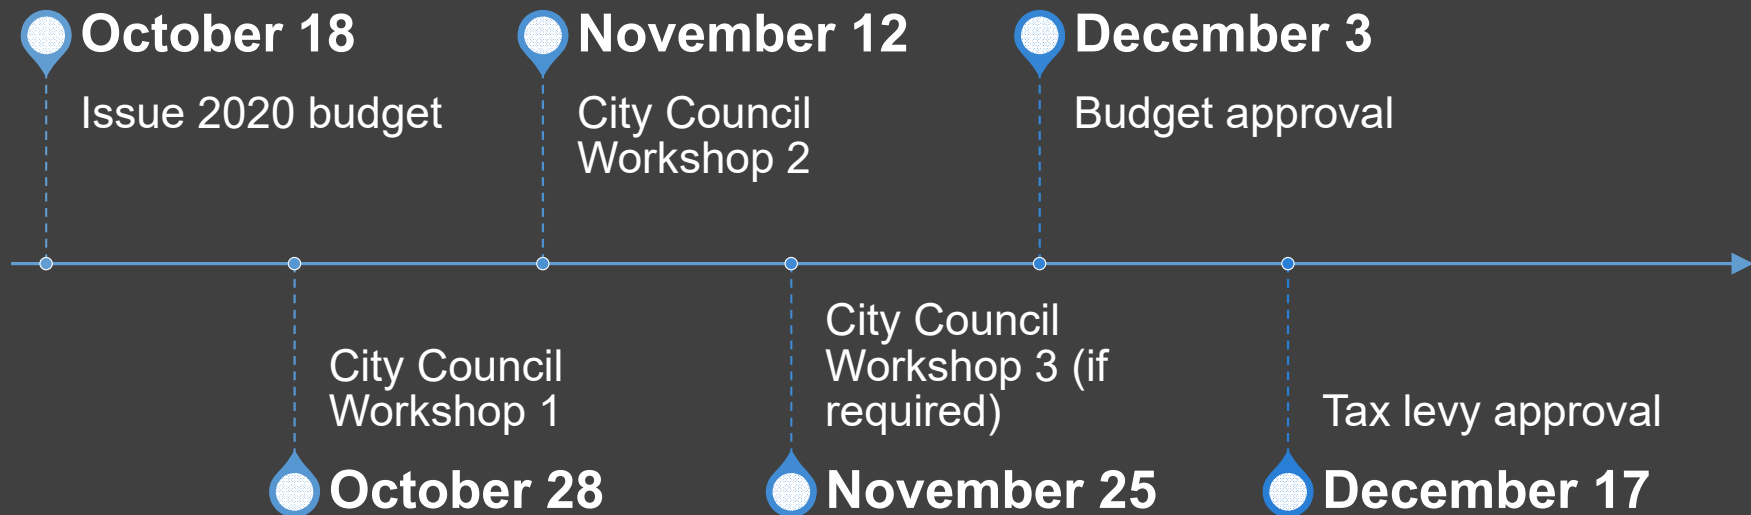 October 18
Issue 2020 budget
October 28
City Council
Workshop 1
November 12
City Council
Workshop 2
November 25
City Council
Workshop 3 (if
required)
December 3
Budget approval
December 17
Tax levy approval